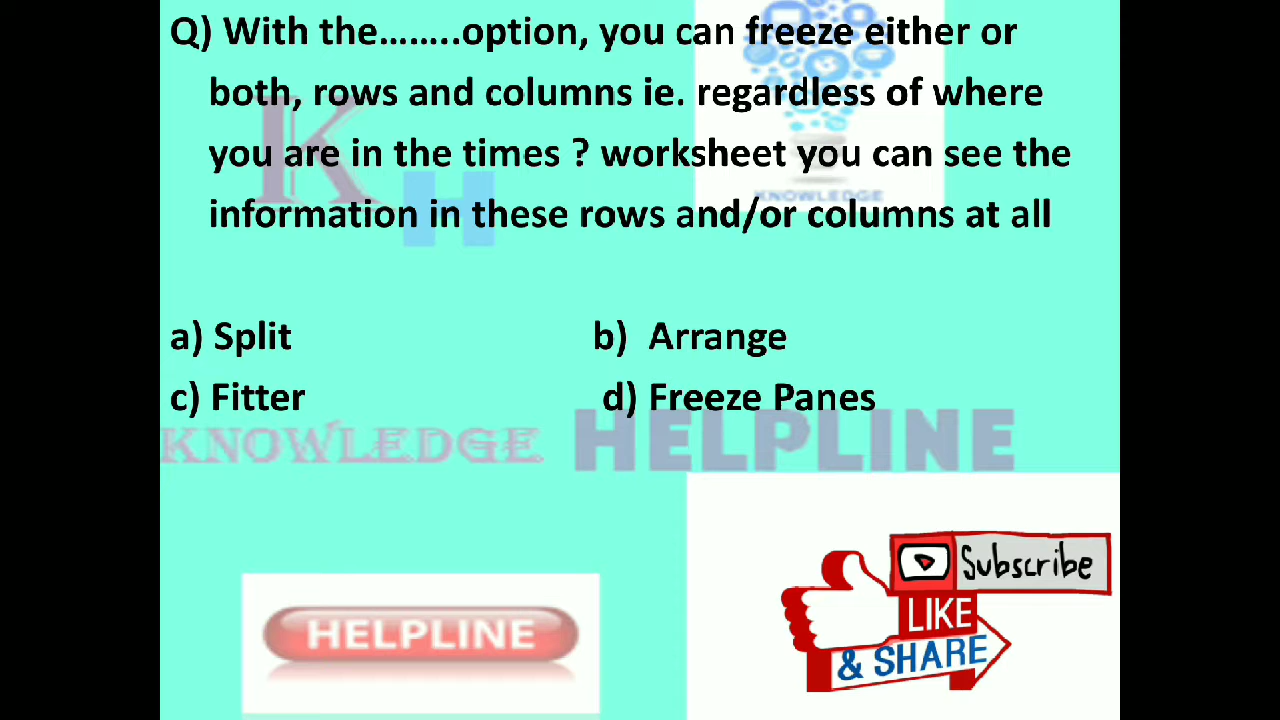 Q) With the........option, you can freeze either or
both, rows and columns ie. regardless of where
you are in the times ? worksheet you can see the
information in these rows and/or columns at all
a) Split b) Arrange
c) Fitter d) Freeze Panes
K
H
KNOWLEDGE
KNOWLEDGE HELPLINE
HELPLINE
Subscribe
LIKE
& SHARE